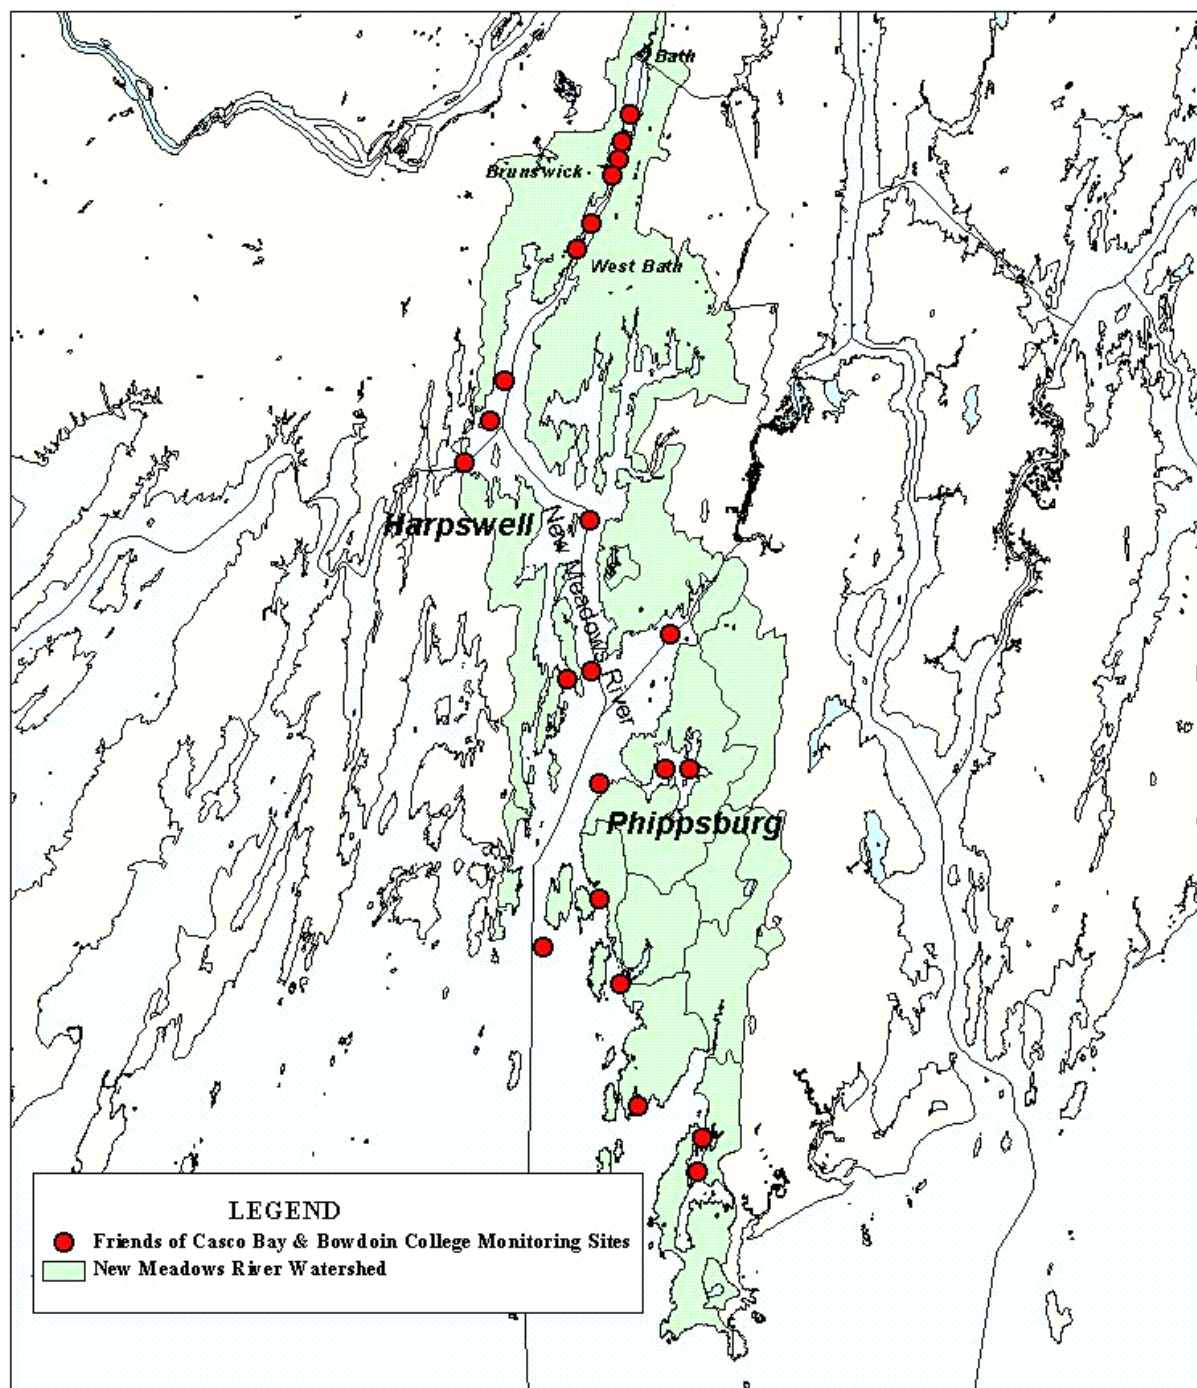 Bath
Brunswick
West Bath
Harpswell
New Meadows River
Phippsburg
LEGEND
Friends of Casco Bay & Bowdoin College Monitoring Sites
New Meadows River Watershed